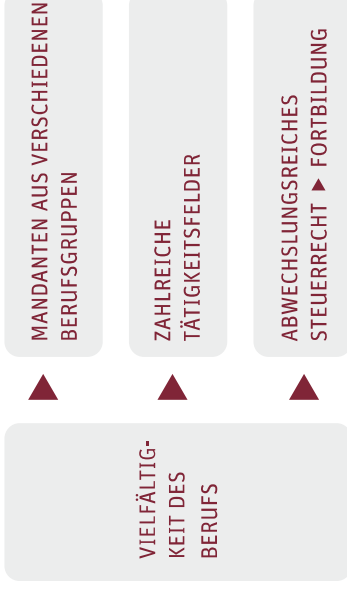 VIELFÄLTIG-
KEIT DES
BERUFS
MANDANTEN AUS VERSCHIEDENEN
BERUFSGRUPPEN
ZAHLREICHE
TÄTIGKEITSFELDER
ABWECHSLUNGSREICHES
STEUERRECHT ▶ FORTBILDUNG